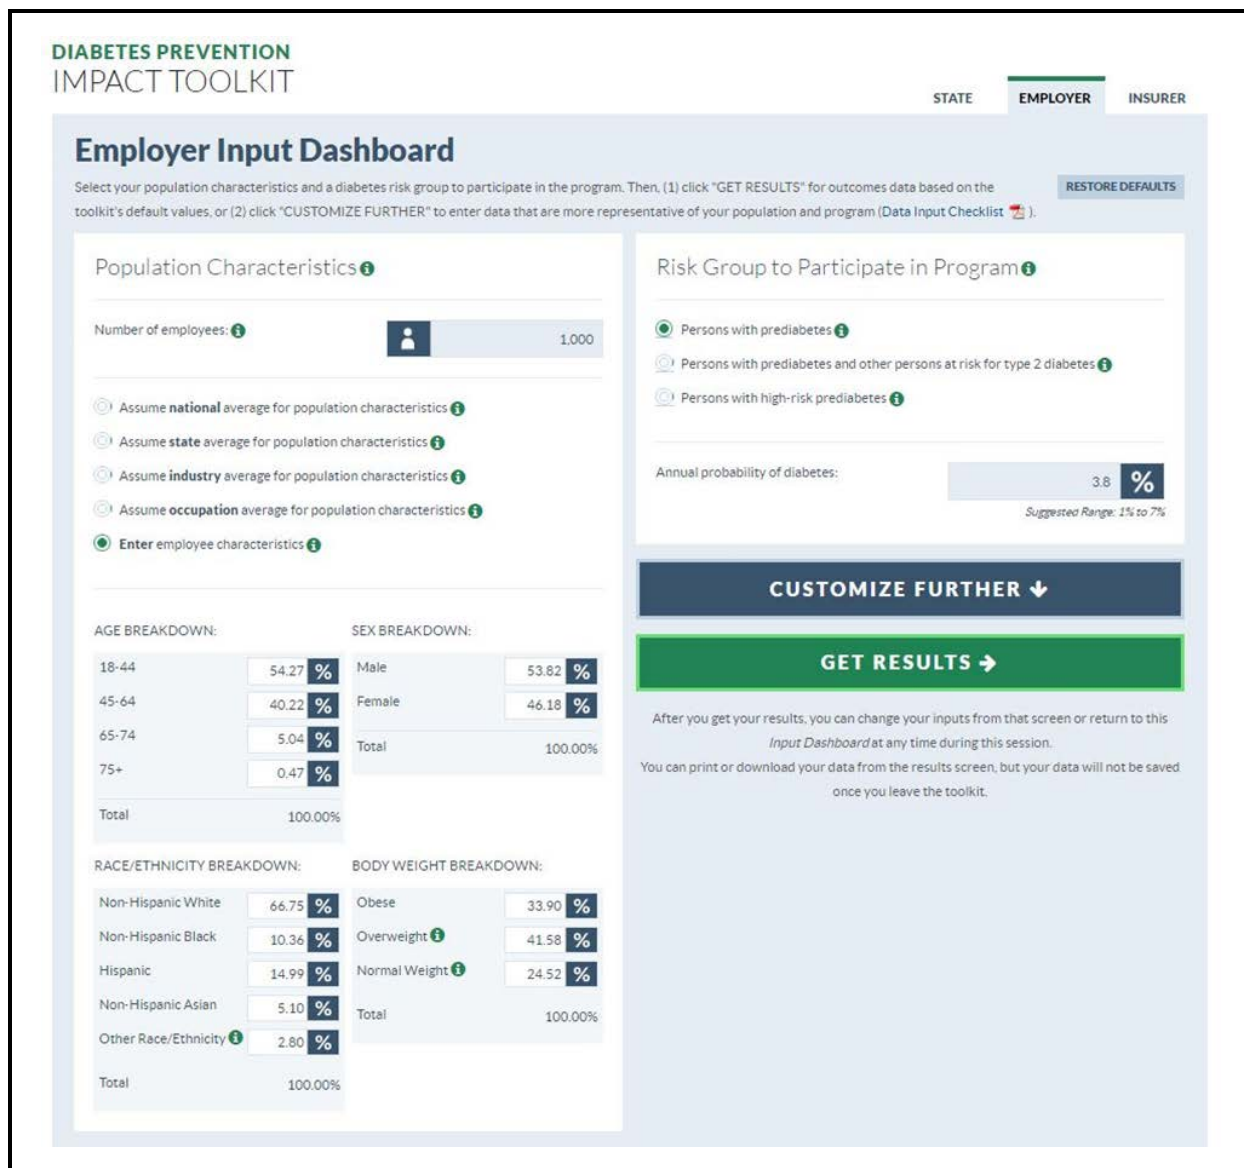 DIABETES PREVENTION
IMPACT TOOLKIT
STATE EMPLOYER INSURER
Employer Input Dashboard
Select your population characteristics and a diabetes risk group to participate in the program. Then, (1) click "GET RESULTS" for outcomes data based on the
toolkit's default values, or (2) click "CUSTOMIZE FURTHER" to enter data that are more representative of your population and program (Data Input Checklist ).
RESTORE DEFAULTS
Population Characteristics
Number of employees: 1,000
Assume national average for population characteristics
Assume state average for population characteristics
Assume industry average for population characteristics
Assume occupation average for population characteristics
Enter employee characteristics
AGE BREAKDOWN:
18-44 54.27 %
45-64 40.22 %
65-74 5.04 %
75+ 0.47 %
Total 100.00%
SEX BREAKDOWN:
Male 53.82 %
Female 46.18 %
Total 100.00%
RACE/ETHNICITY BREAKDOWN:
Non-Hispanic White 66.75 %
Non-Hispanic Black 10.36 %
Hispanic 14.99 %
Non-Hispanic Asian 5.10 %
Other Race/Ethnicity 2.80 %
Total 100.00%
BODY WEIGHT BREAKDOWN:
Obese 33.90 %
Overweight 41.58 %
Normal Weight 24.52 %
Total 100.00%
Risk Group to Participate in Program
Persons with prediabetes
Persons with prediabetes and other persons at risk for type 2 diabetes
Persons with high-risk prediabetes
Annual probability of diabetes: 3.8 %
Suggested Range: 1% to 7%
CUSTOMIZE FURTHER
GET RESULTS
After you get your results, you can change your inputs from that screen or return to this
Input Dashboard at any time during this session.
You can print or download your data from the results screen, but your data will not be saved
once you leave the toolkit.